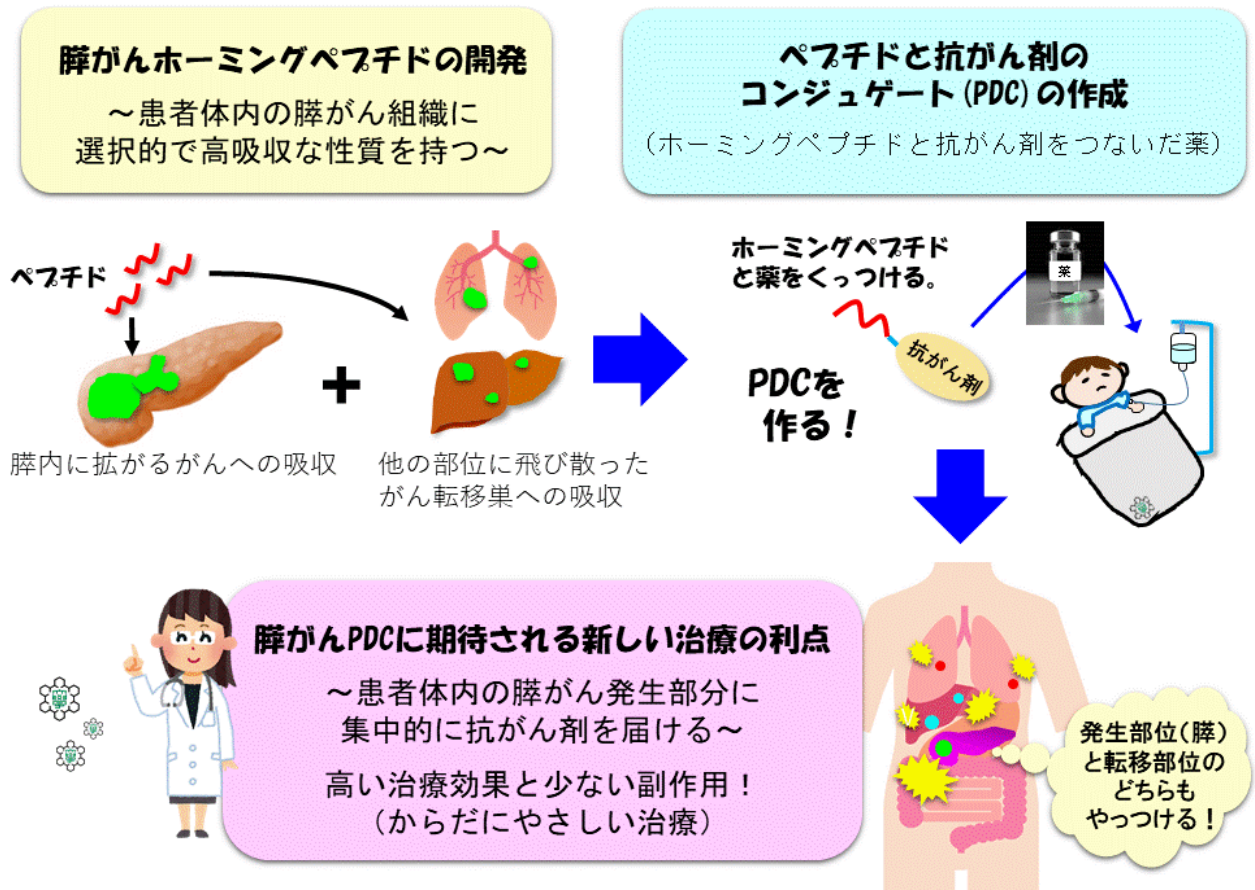 膵がんホーミングペプチドの開発
～患者体内の膵がん組織に
選択的で高吸収な性質を持つ～
ペプチドと抗がん剤の
コンジュゲート(PDC)の作成
（ホーミングペプチドと抗がん剤をつないだ薬）
ペプチド
膵内に拡がるがんへの吸収
+
他の部位に飛び散った
がん転移巣への吸収
ホーミングペプチド
と薬をくっつける。
薬
抗がん剤
PDCを
作る！
膵がんPDCに期待される新しい治療の利点
～患者体内の膵がん発生部分に
集中的に抗がん剤を届ける～
高い治療効果と少ない副作用！
（からだにやさしい治療）
発生部位(膵)
と転移部位の
どちらも
やっつける！